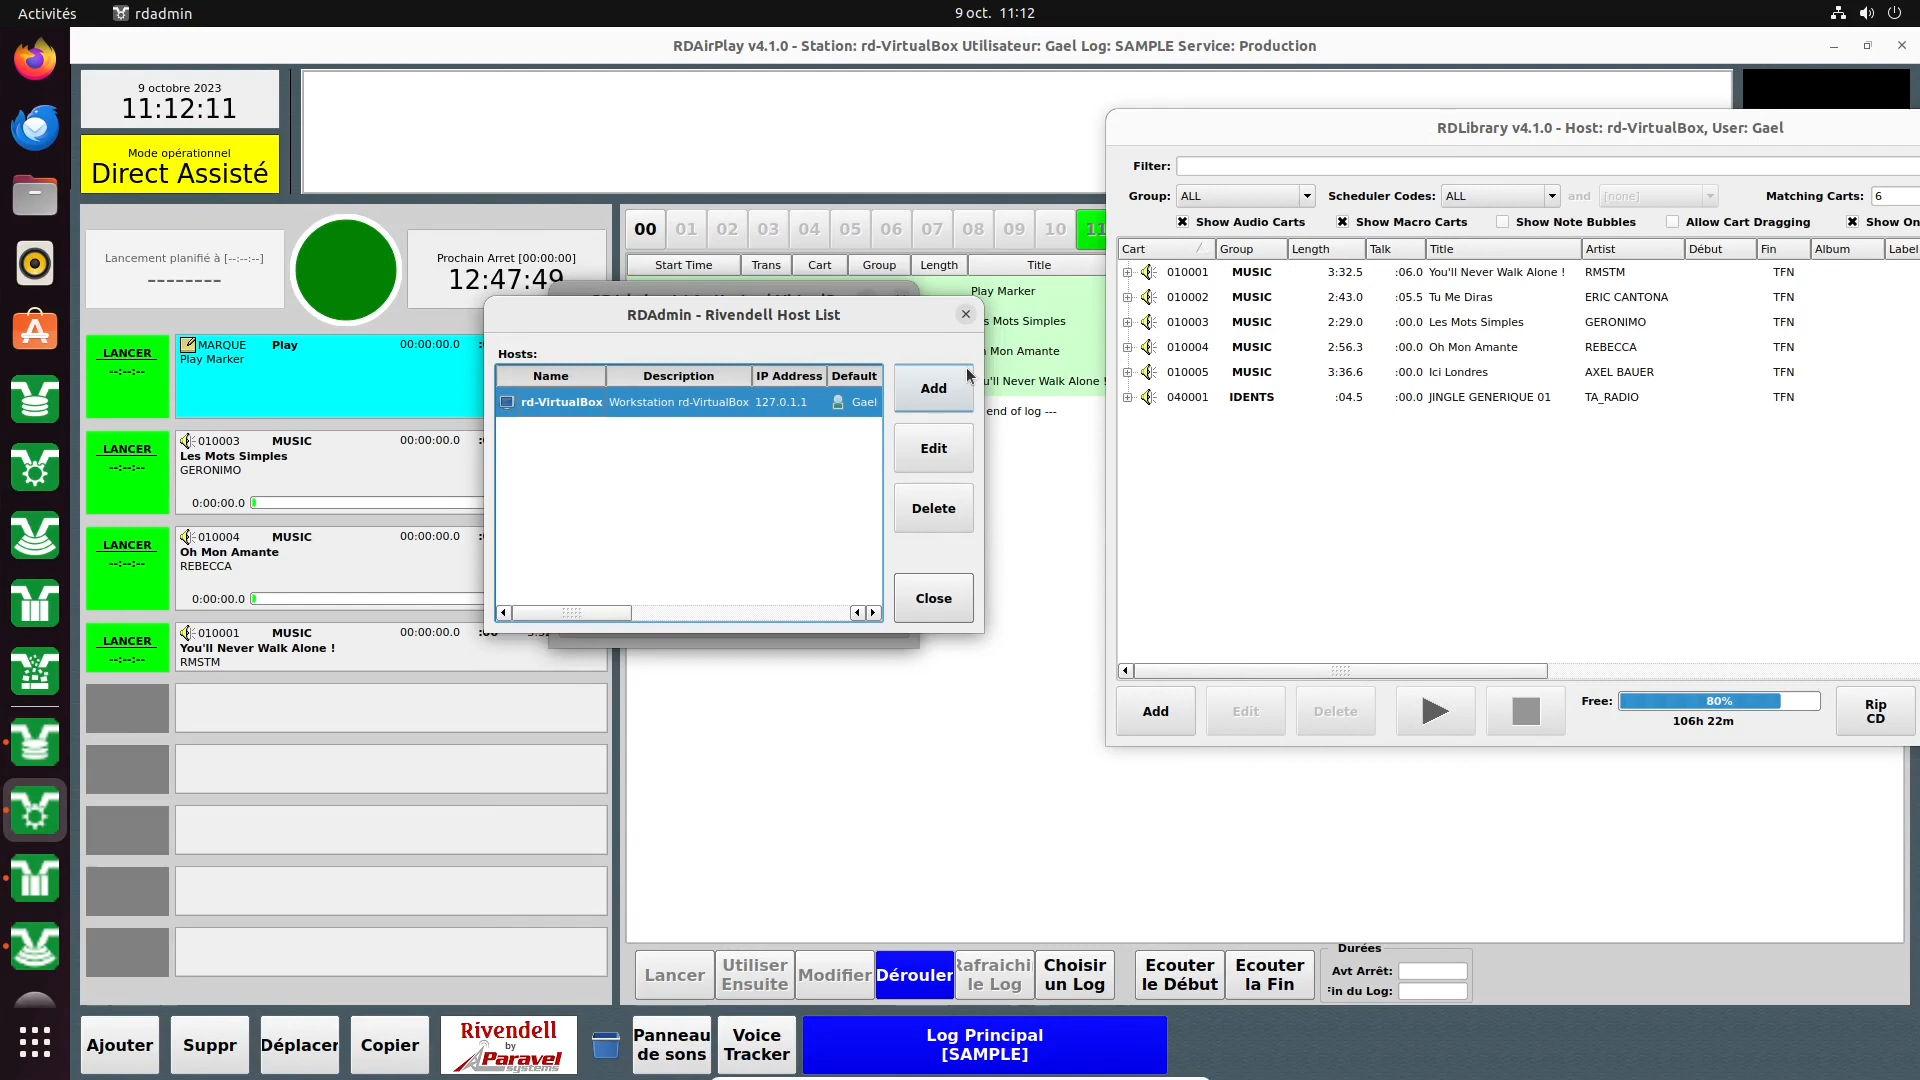 Activités
rdadmin
9 oct. 11:12
RDAirPlay v4.1.0 - Station: rd-VirtualBox Utilisateur: Gael Log: SAMPLE Service: Production
9 octobre 2023
11:12:11
Mode opérationnel
Direct Assisté
Lancement planifié à [--:--:--]
--------
Prochain Arret [00:00:00]
12:47:49
LANCER
--:--:--
MARQUE Play 00:00:00.0
Play Marker
LANCER
--:--:--
010003 MUSIC 00:00:00.0
Les Mots Simples
GERONIMO
0:00:00.0
LANCER
--:--:--
010004 MUSIC 00:00:00.0
Oh Mon Amante
REBECCA
0:00:00.0
LANCER
--:--:--
010001 MUSIC 00:00:00.0
You'll Never Walk Alone !
RMSTM
00 01 02 03 04 05 06 07 08 09 10 11
Start Time Trans Cart Group Length Title
Play Marker
s Mots Simples
Mon Amante
u'll Never Walk Alone !
end of log ---
RDAdmin - Rivendell Host List
Hosts:
Name Description IP Address Default
rd-VirtualBox Workstation rd-VirtualBox 127.0.1.1 Gael
Add
Edit
Delete
Close
RDLibrary v4.1.0 - Host: rd-VirtualBox, User: Gael
Filter:
Group: ALL Scheduler Codes: ALL and [none] Matching Carts: 6
Show Audio Carts Show Macro Carts Show Note Bubbles Allow Cart Dragging Show On
Cart Group Length Talk Title Artist Début Fin Album Label
010001 MUSIC 3:32.5 :06.0 You'll Never Walk Alone ! RMSTM TFN
010002 MUSIC 2:43.0 :05.5 Tu Me Diras ERIC CANTONA TFN
010003 MUSIC 2:29.0 :00.0 Les Mots Simples GERONIMO TFN
010004 MUSIC 2:56.3 :00.0 Oh Mon Amante REBECCA TFN
010005 MUSIC 3:36.6 :00.0 Ici Londres AXEL BAUER TFN
040001 IDENTS :04.5 :00.0 JINGLE GENERIQUE 01 TA_RADIO TFN
Add
Edit
Delete
Free: 80%
106h 22m
Rip
CD
Lancer
Utiliser
Ensuite
Modifier
Dérouler
Rafraichi
le Log
Choisir
un Log
Ecouter
le Début
Ecouter
la Fin
Durées
Avt Arrêt:
Fin du Log:
Ajouter
Suppr
Déplacer
Copier
Rivendell
by
Paravel
systems
Panneau
de sons
Voice
Tracker
Log Principal
[SAMPLE]